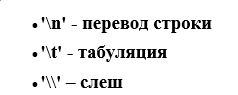 •'\n' - перевод строки
•'\t' - табуляция
•'\\' – слеш